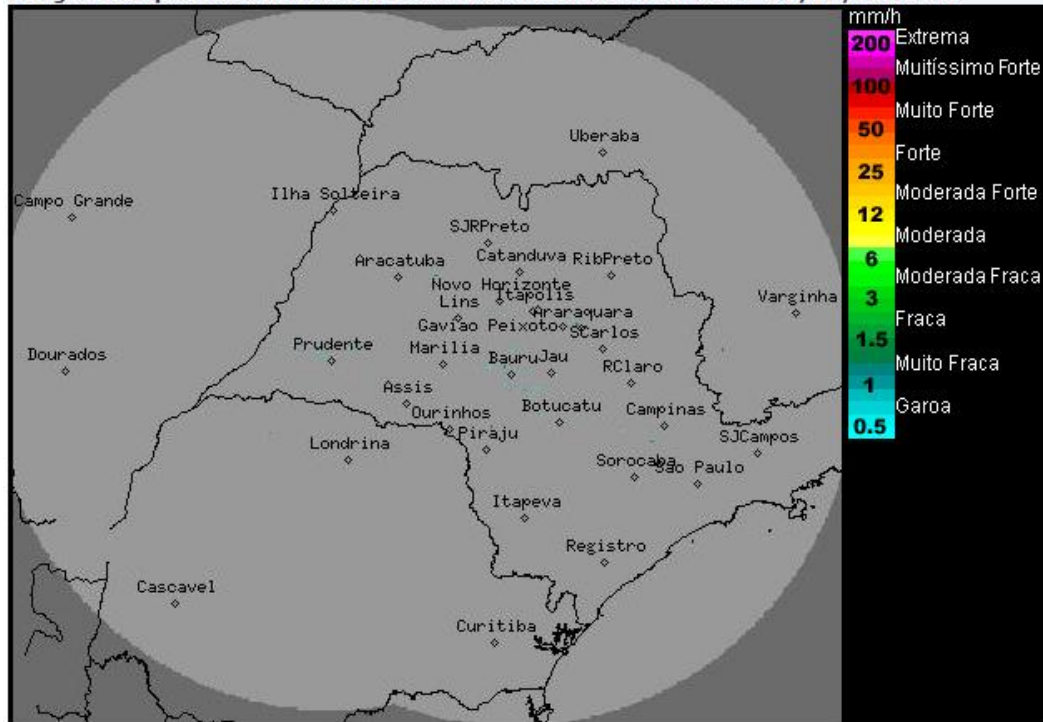 mm/h
200 Extrema
Muitíssimo Forte
100
Muito Forte
50
Forte
25
Moderada Forte
12
Moderada
6
Moderada Fraca
3
Fraca
1.5
Muito Fraca
1
Garoa
0.5
Uberaba
Ilha Solteira
Campo Grande
SJRPreto
Catanduva
RibPreto
Aracatuba
Novo Horizonte
Itapolis
Varginha
Lins
Araraquara
Gaviao Peixoto
SCarlos
Prudente
Marilia
Dourados
Bauru
Jau
RClaro
Assis
Ourinhos
Botucatu
Campinas
Piraju
SJCampos
Londrina
Sorocaba
Sao Paulo
Itapeva
Registro
Cascavel
Curitiba